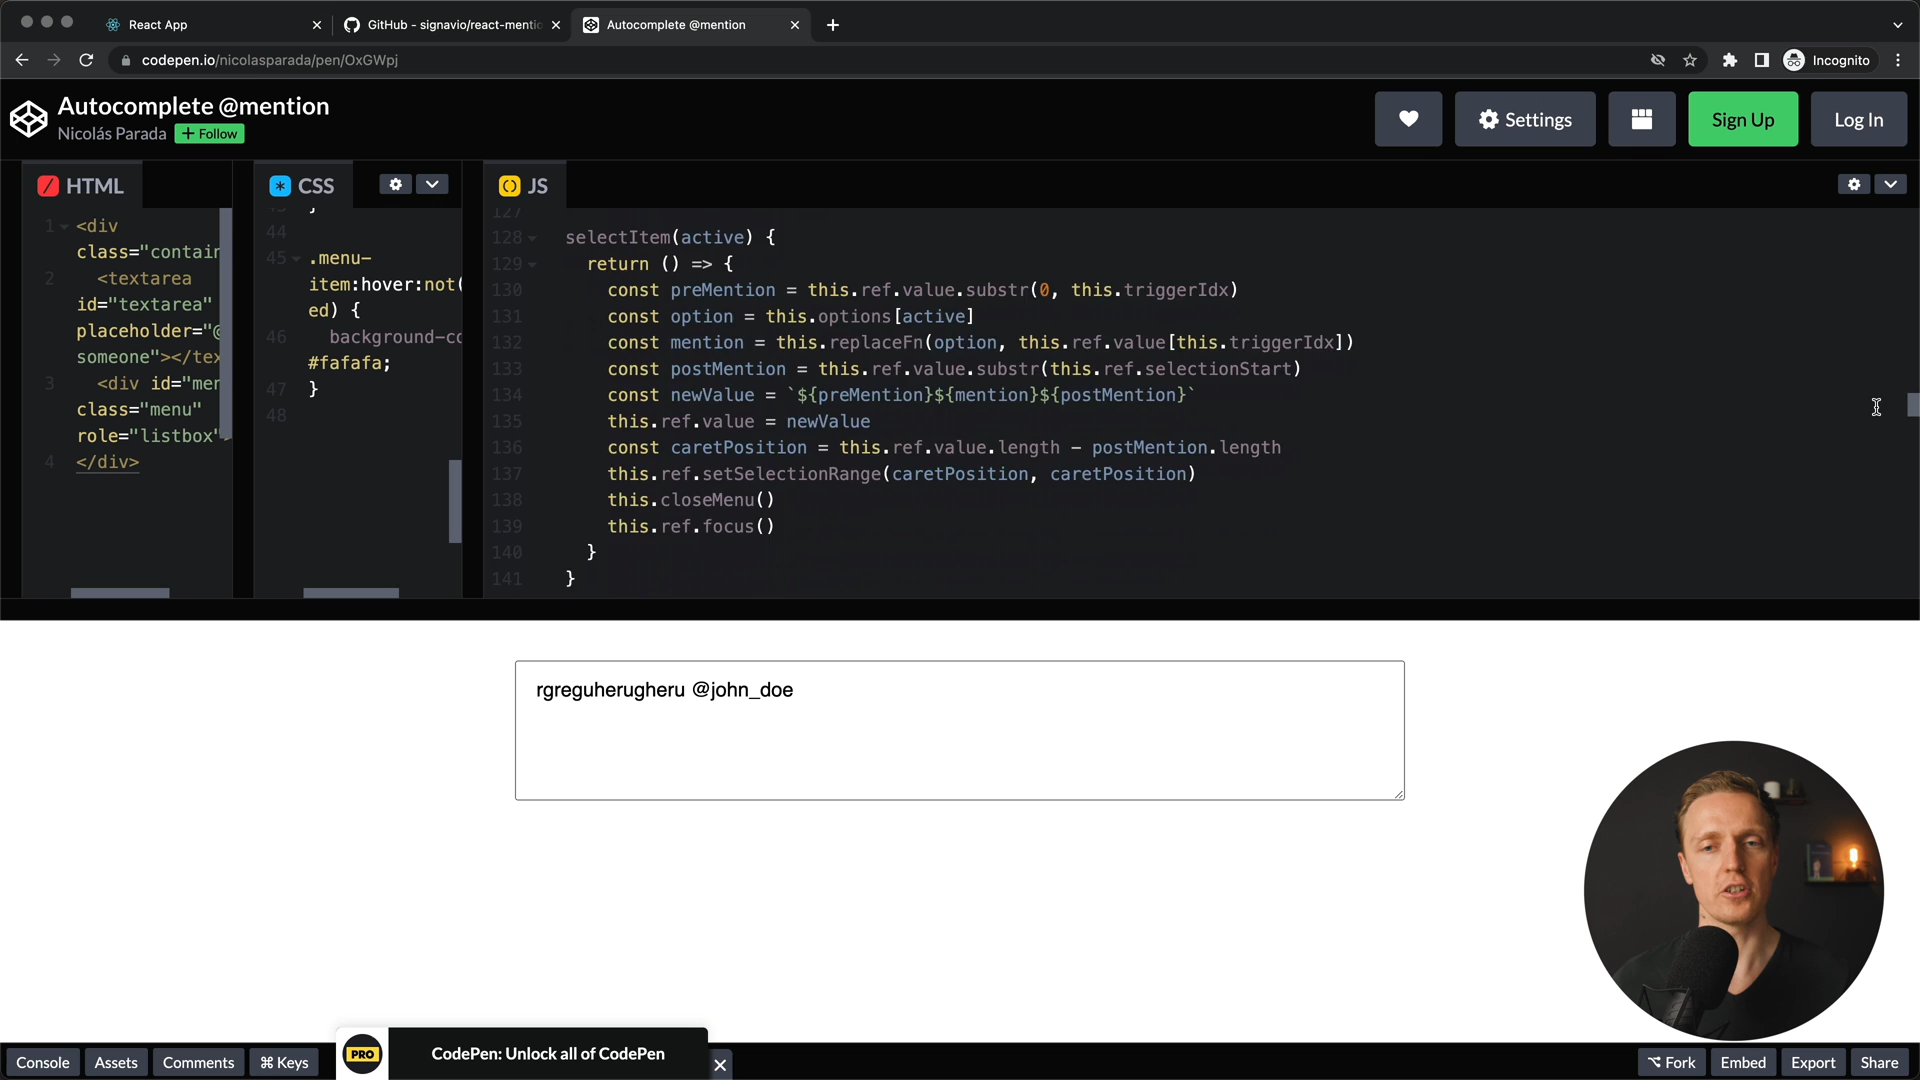 React App
GitHub - signavio/react-mentio
Autocomplete @mention
codepen.io/nicolasparada/pen/OxGWpj
Incognito
Autocomplete @mention
Nicolás Parada
+ Follow
Settings
Sign Up
Log In
HTML
1 <div
class="contain
2 <textarea
id="textarea"
placeholder="@
someone"></tex
3 <div id="men
class="menu"
role="listbox"
4 </div>
CSS
}
44
45 .menu-
item:hover:not(
ed) {
46 background-co
#fafafa;
47 }
48
JS
127
128 selectItem(active) {
129 return () => {
130 const preMention = this.ref.value.substr(0, this.triggerIdx)
131 const option = this.options[active]
132 const mention = this.replaceFn(option, this.ref.value[this.triggerIdx])
133 const postMention = this.ref.value.substr(this.ref.selectionStart)
134 const newValue = `${preMention}${mention}${postMention}`
135 this.ref.value = newValue
136 const caretPosition = this.ref.value.length - postMention.length
137 this.ref.setSelectionRange(caretPosition, caretPosition)
138 this.closeMenu()
139 this.ref.focus()
140 }
141 }
rgreguherugheru @john_doe
Console
Assets
Comments
⌘ Keys
PRO
CodePen: Unlock all of CodePen
Fork
Embed
Export
Share